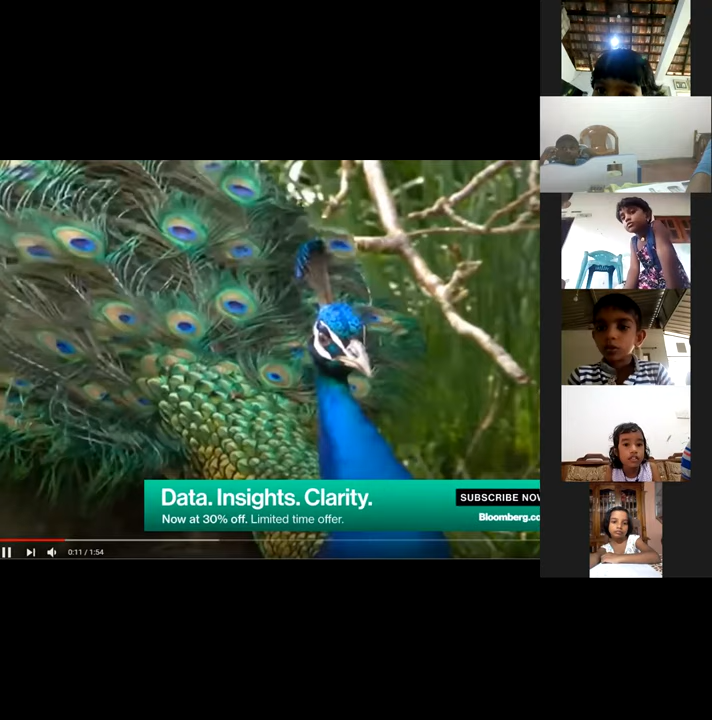 Data. Insights. Clarity.
SUBSCRIBE NOW
Now at 30% off. Limited time offer.
Bloomberg.co
0:11 / 1:54